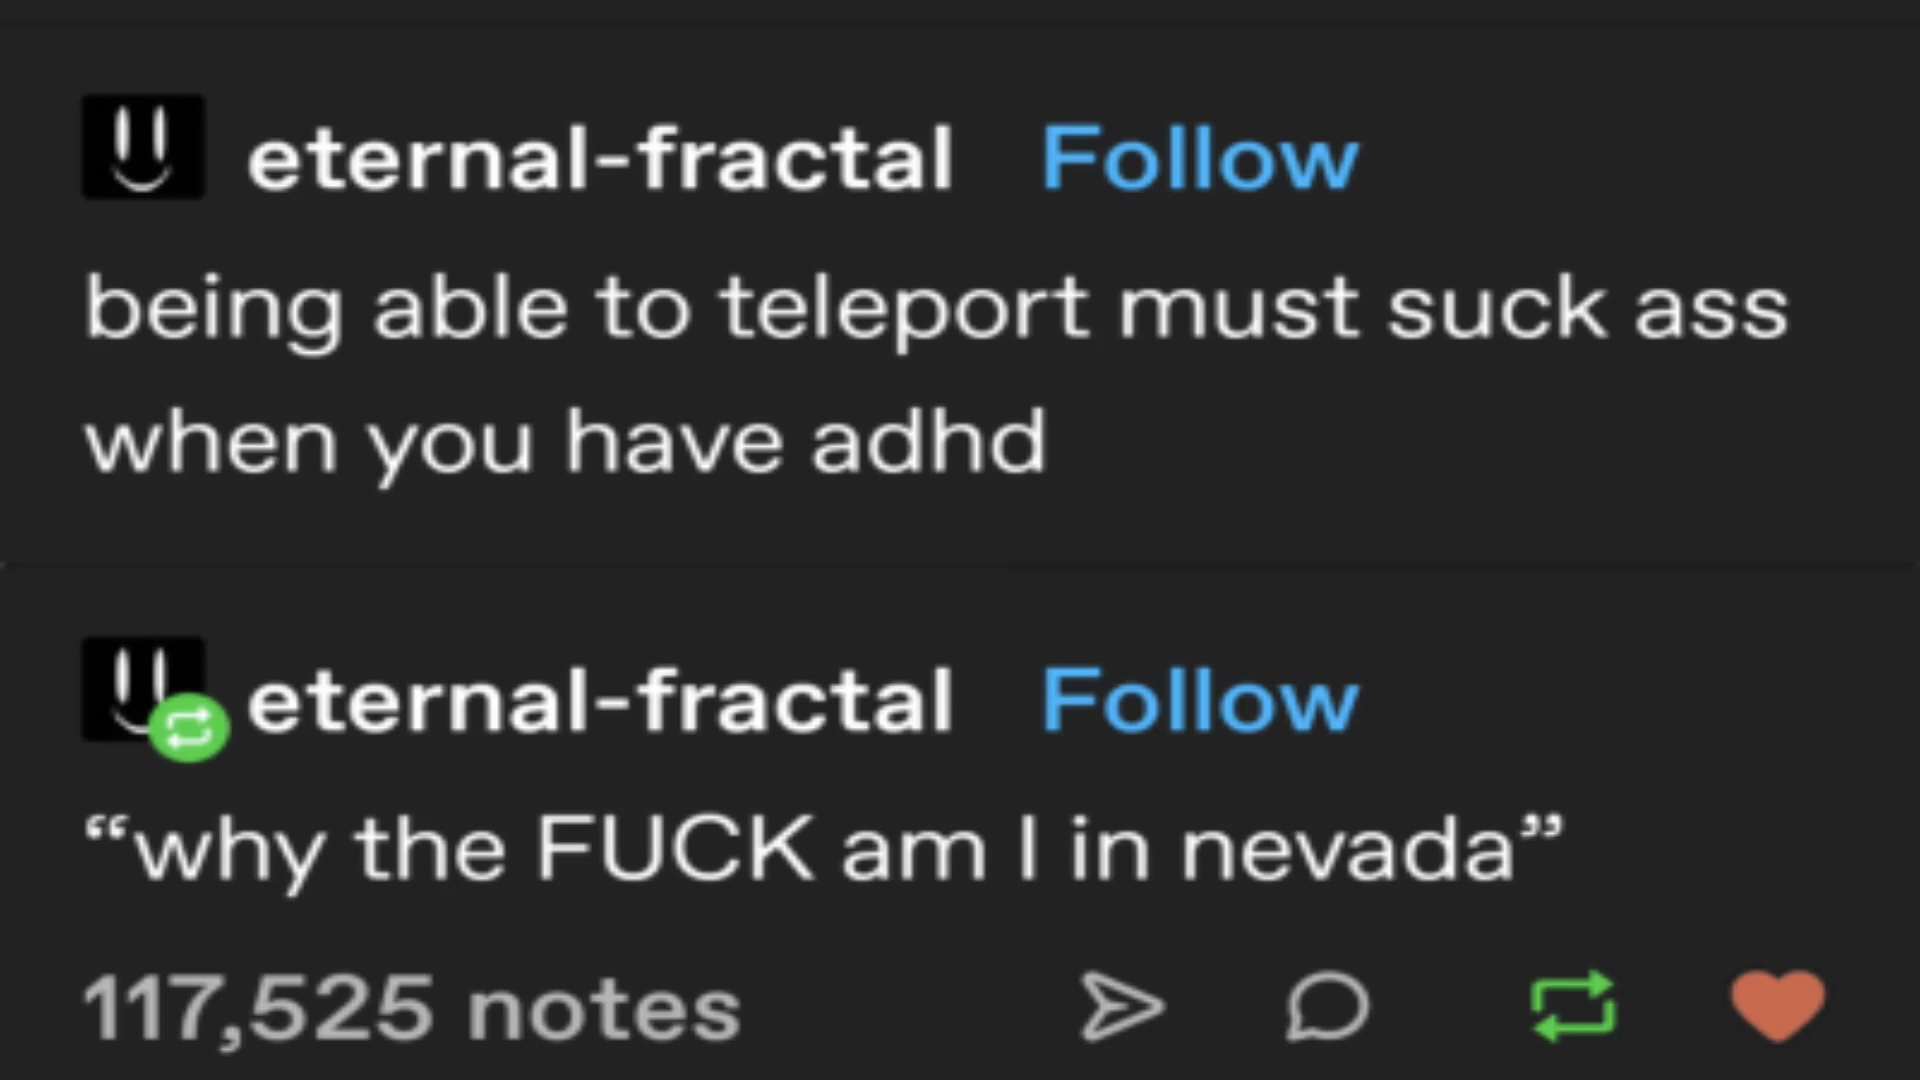 eternal-fractal Follow
being able to teleport must suck ass
when you have adhd
eternal-fractal Follow
“why the FUCK am I in nevada”
117,525 notes